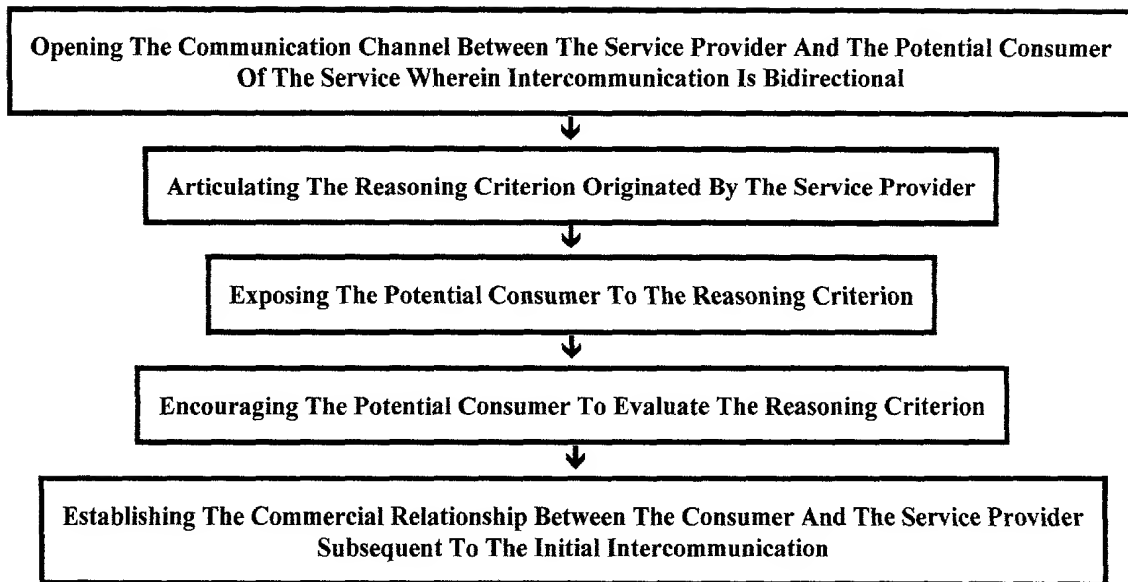 Opening The Communication Channel Between The Service Provider And The Potential Consumer
Of The Service Wherein Intercommunication Is Bidirectional
Articulating The Reasoning Criterion Originated By The Service Provider
Exposing The Potential Consumer To The Reasoning Criterion
Encouraging The Potential Consumer To Evaluate The Reasoning Criterion
Establishing The Commercial Relationship Between The Consumer And The Service Provider
Subsequent To The Initial Intercommunication